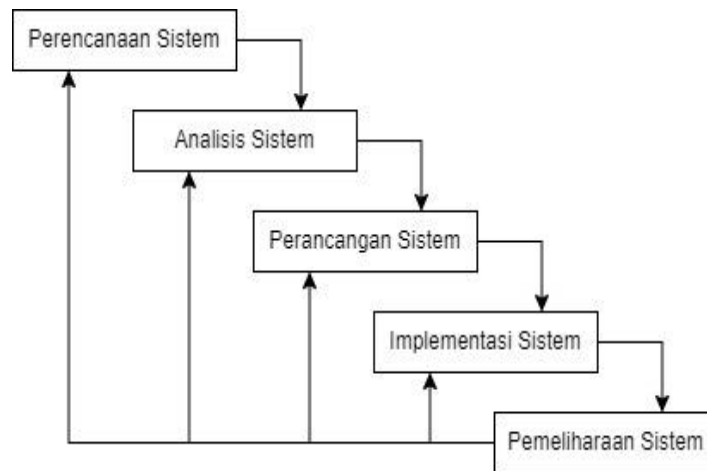 Perencanaan Sistem
Analisis Sistem
Perancangan Sistem
Implementasi Sistem
Pemeliharaan Sistem